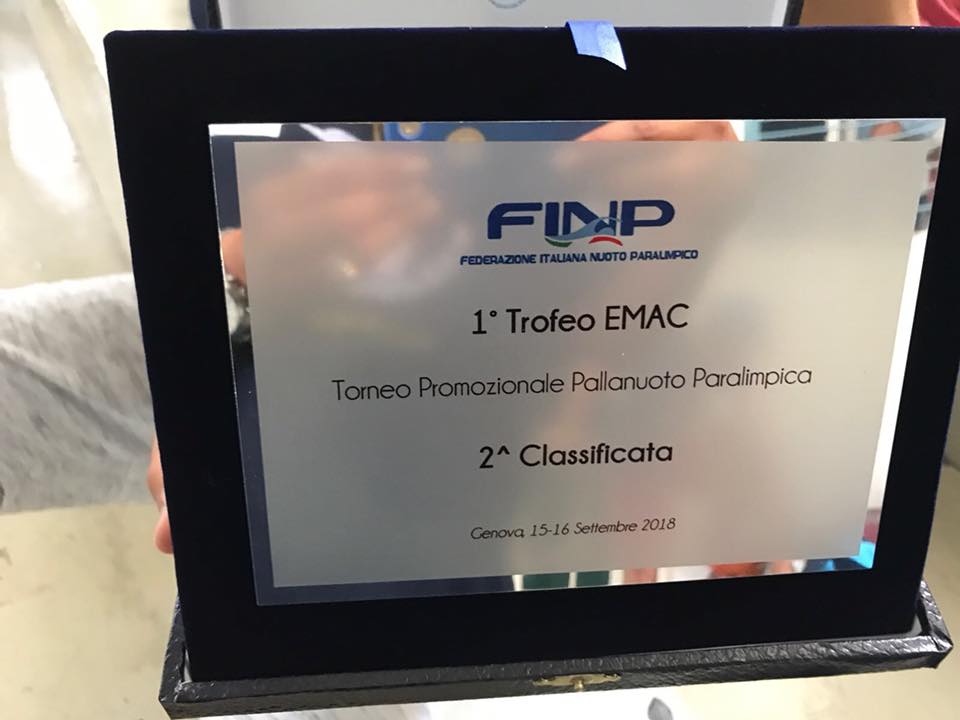 FINP
FEDERAZIONE ITALIANA NUOTO PARALIMPICO
1° Trofeo EMAC
Torneo Promozionale Pallanuoto Paralimpica
2^ Classificata
Genova, 15-16 Settembre 2018